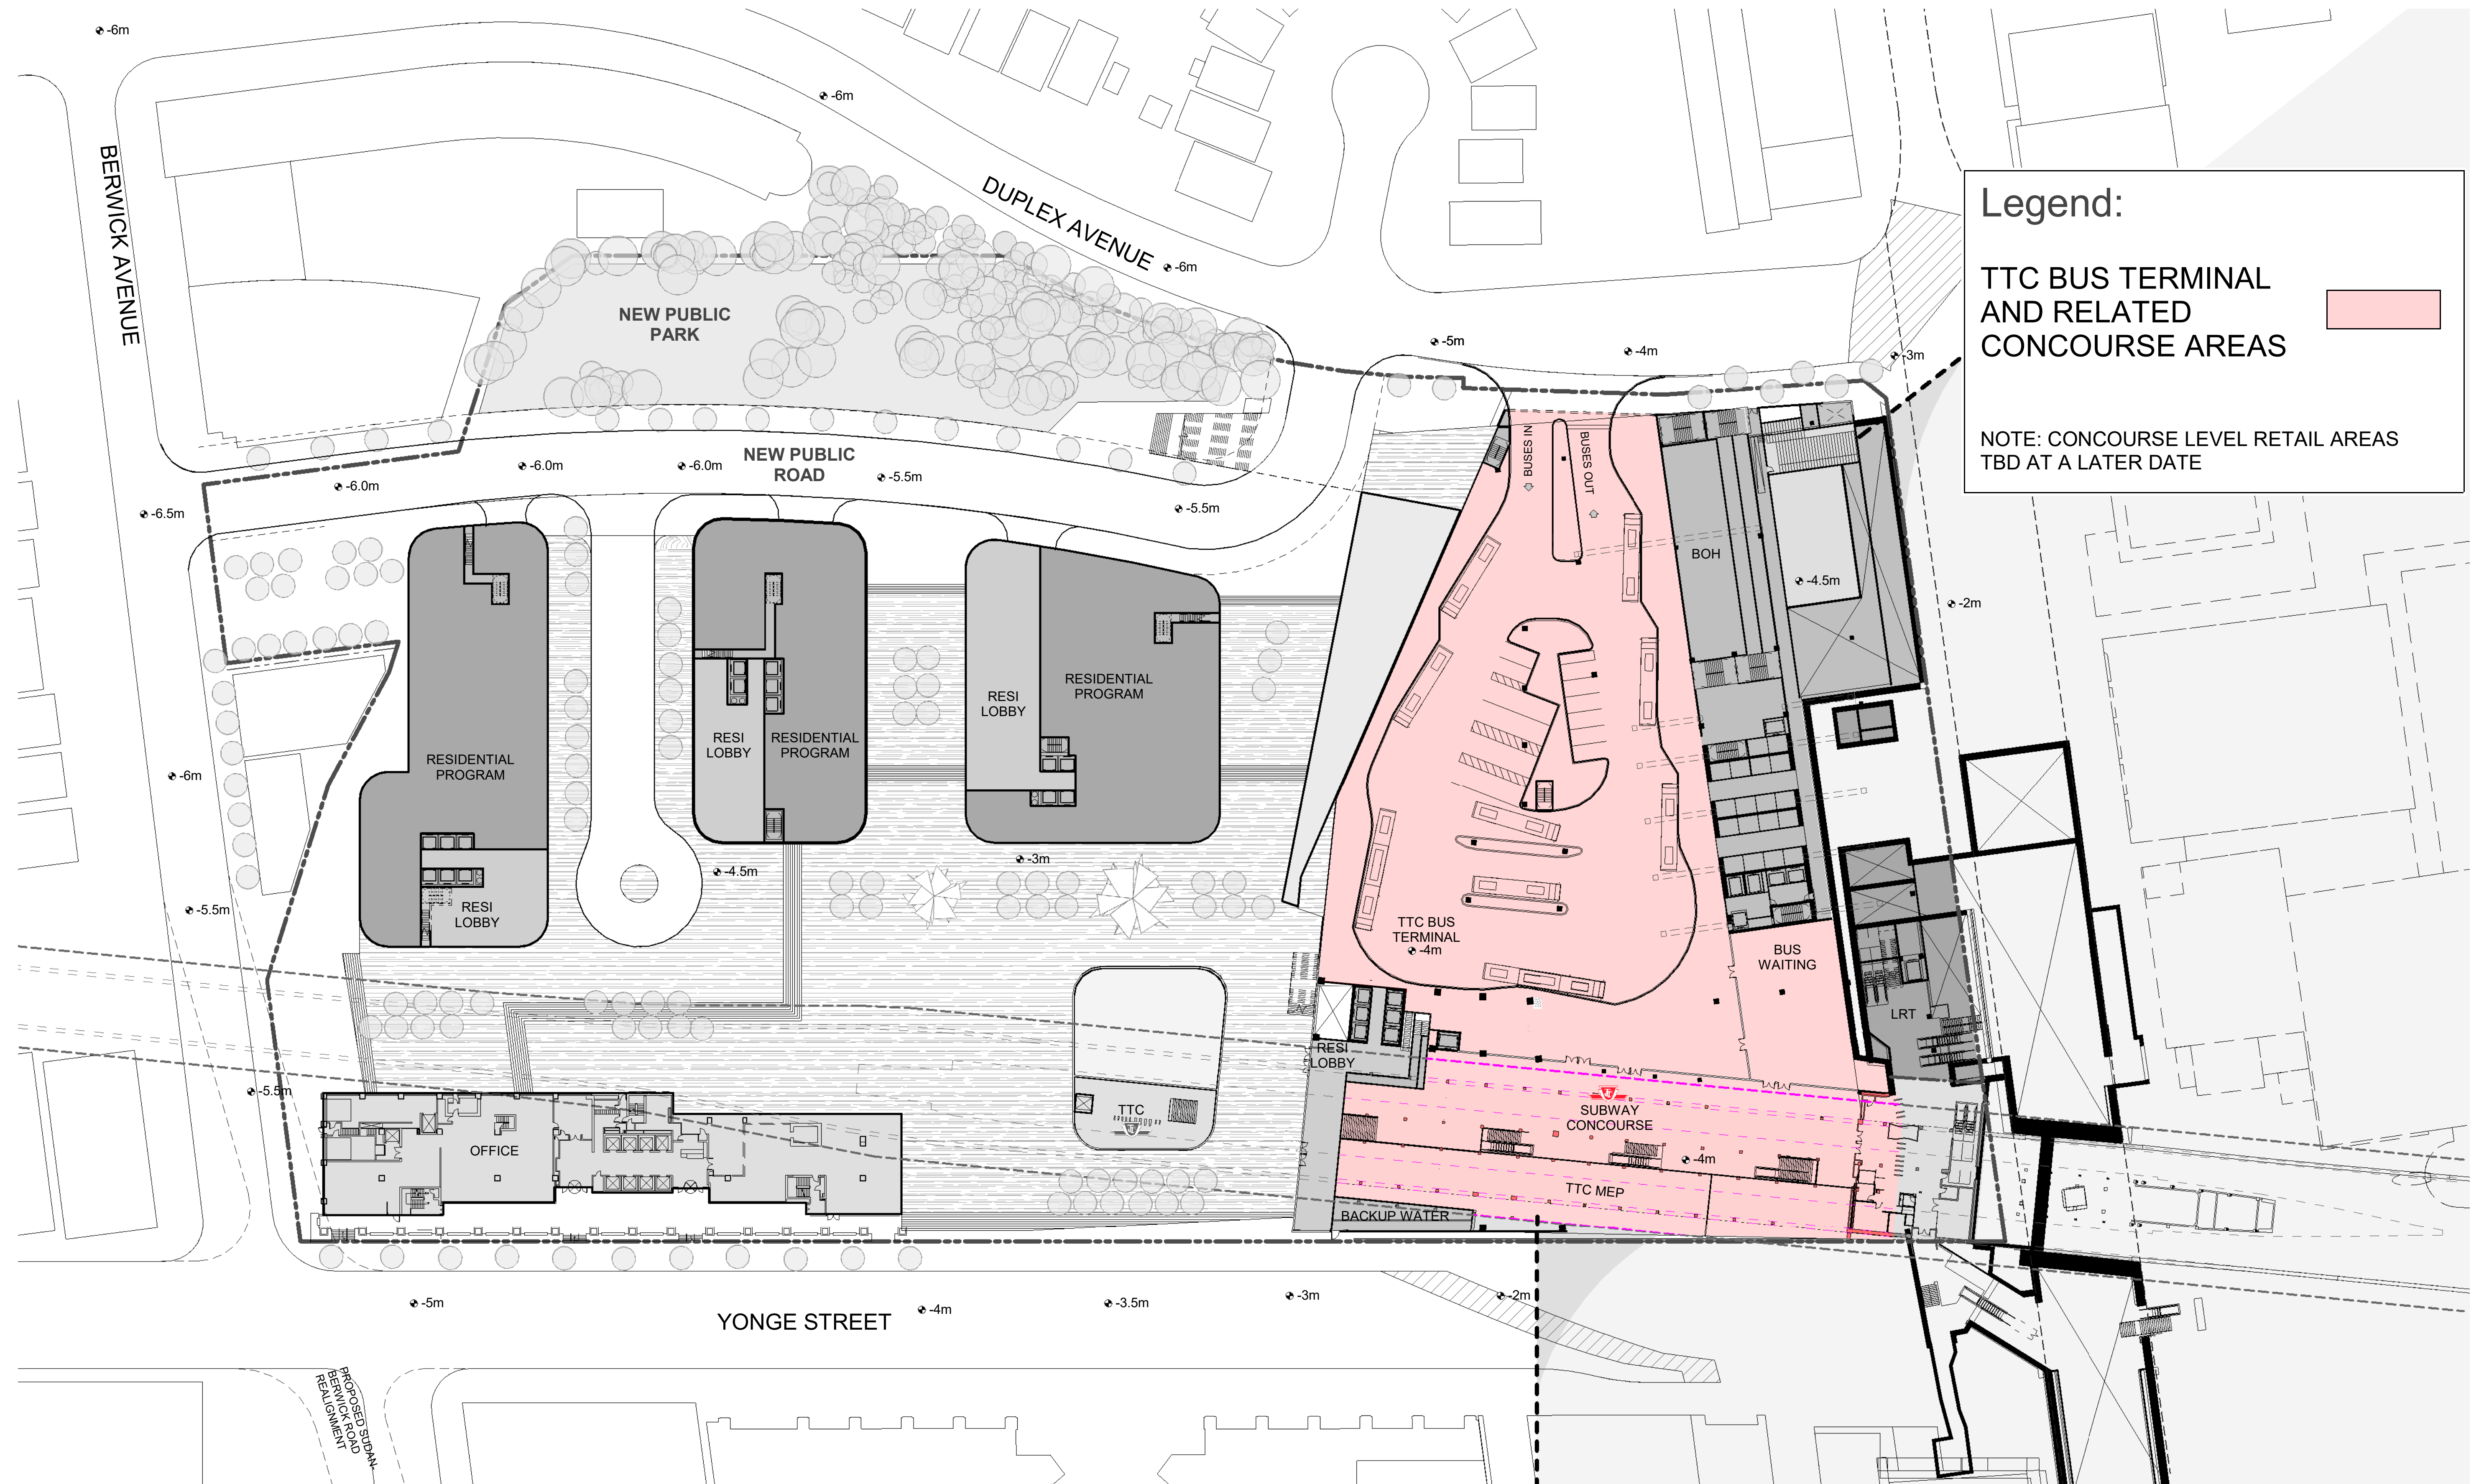 -6m
-6m
BERWICK AVENUE
DUPLEX AVENUE
-6m
Legend:
TTC BUS TERMINAL
AND RELATED
CONCOURSE AREAS
NOTE: CONCOURSE LEVEL RETAIL AREAS
TBD AT A LATER DATE
NEW PUBLIC
PARK
-5m
-4m
-3m
BUSES IN
BUSES OUT
NEW PUBLIC
ROAD
-6.0m
-6.0m
-6.0m
-5.5m
-5.5m
-6.5m
BOH
-4.5m
-2m
RESIDENTIAL
PROGRAM
RESI
LOBBY
RESI
LOBBY
RESIDENTIAL
PROGRAM
RESIDENTIAL
PROGRAM
-6m
-3m
-4.5m
-5.5m
RESI
LOBBY
TTC BUS
TERMINAL
-4m
BUS
WAITING
LRT
RESI
LOBBY
-5.5m
TTC
SUBWAY
CONCOURSE
-4m
OFFICE
TTC MEP
BACKUP WATER
-5m
-4m
-3.5m
-3m
-2m
YONGE STREET
PROPOSED SUDAN-
BERWICK ROAD
REALIGNMENT